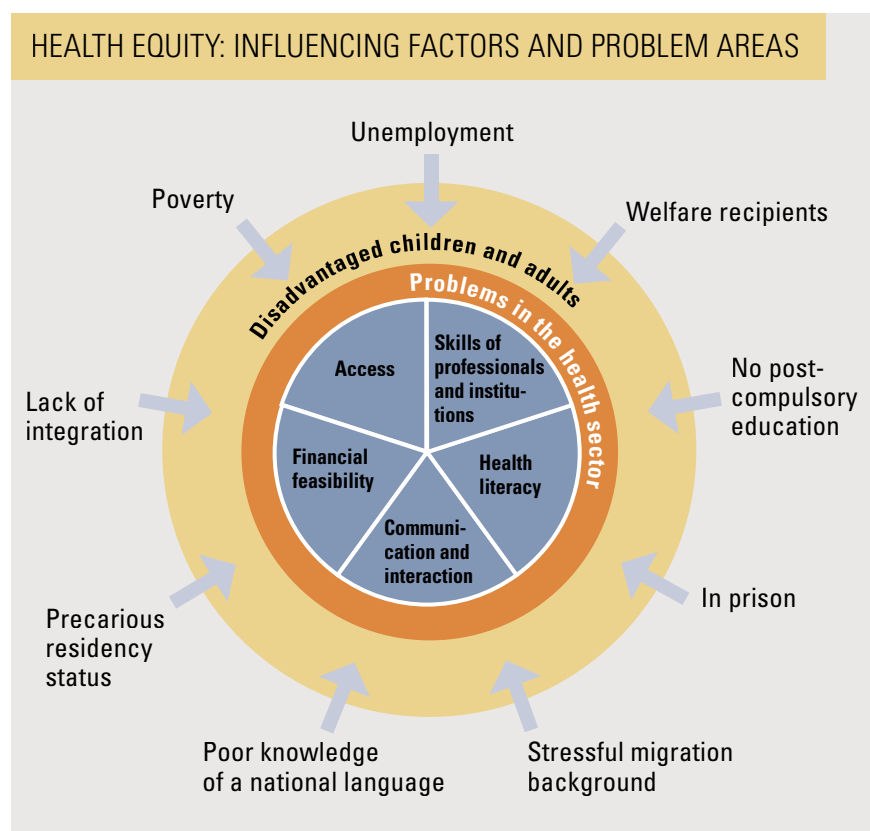 HEALTH EQUITY: INFLUENCING FACTORS AND PROBLEM AREAS
Unemployment
Poverty
Welfare recipients
Disadvantaged children and adults
Problems in the health sector
Access
Skills of
professionals
and institu-
tions
No post-
compulsory
education
Lack of
integration
Financial
feasibility
Health
literacy
Communi-
cation and
interaction
In prison
Precarious
residency
status
Poor knowledge
of a national language
Stressful migration
background